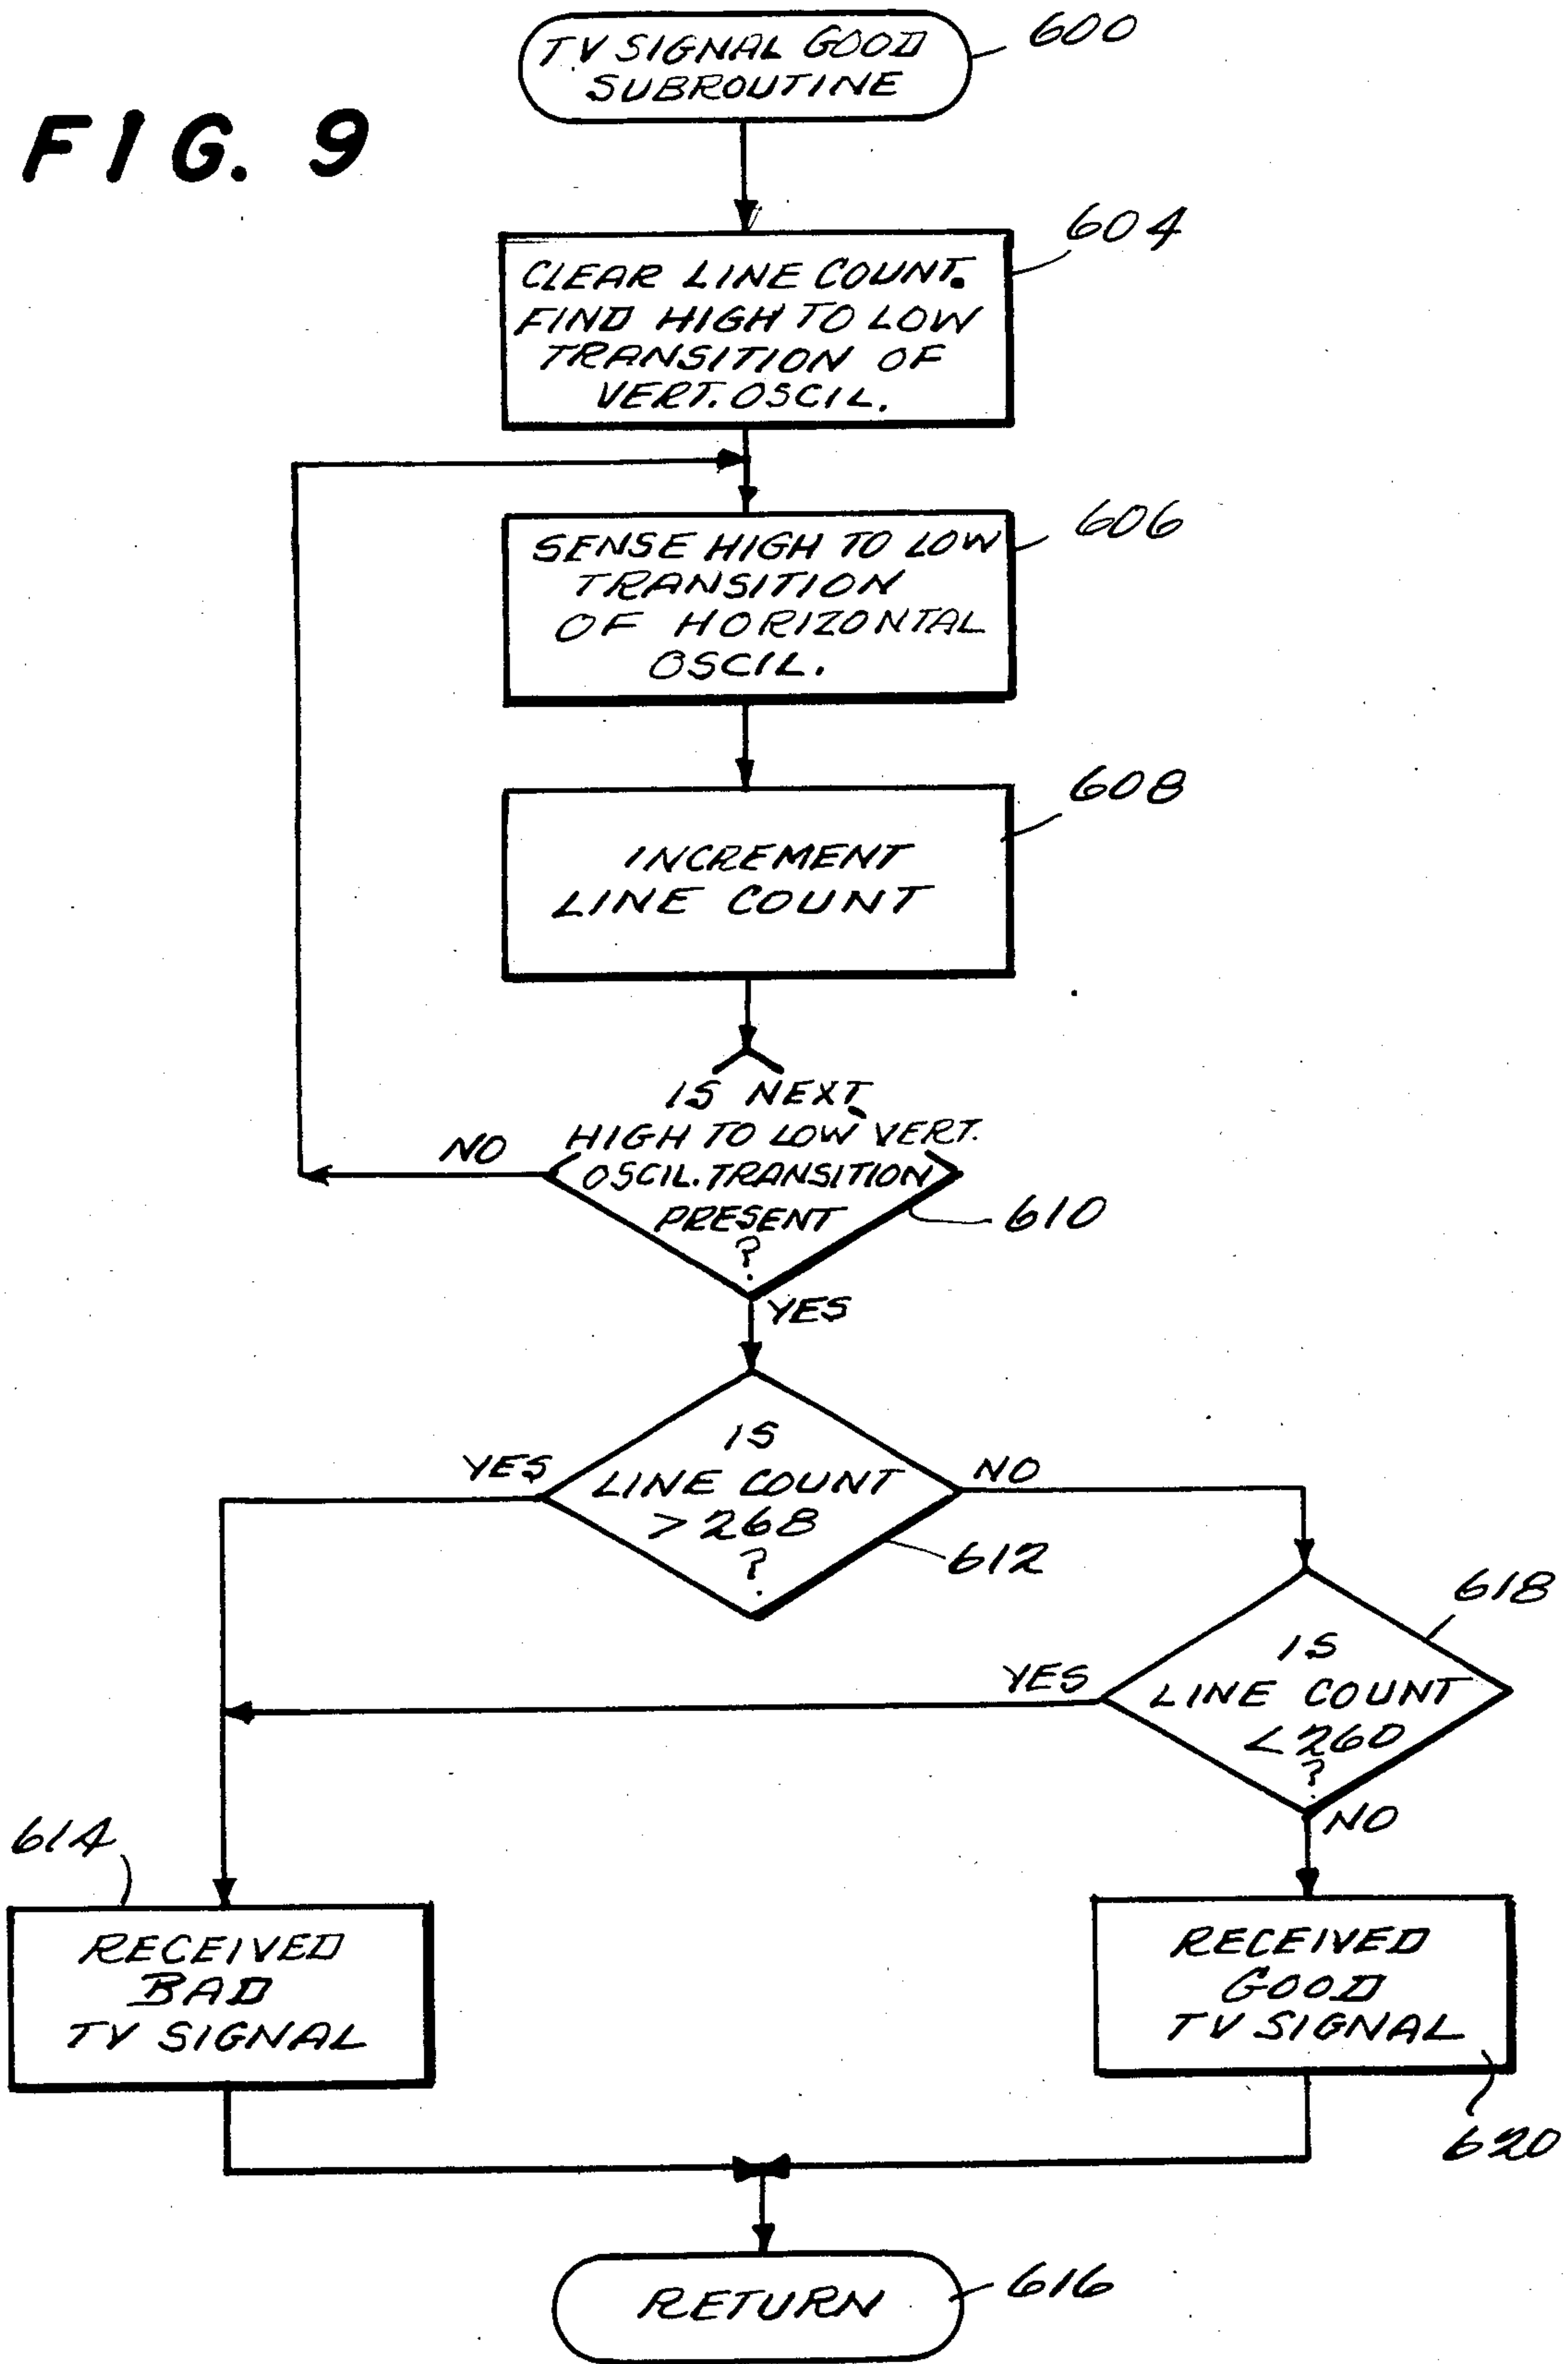 FIG. 9
TV SIGNAL GOOD
SUBROUTINE
600
CLEAR LINE COUNT.
FIND HIGH TO LOW
TRANSITION OF
VERT. OSCIL.
604
SENSE HIGH TO LOW
TRANSITION
OF HORIZONTAL
OSCIL.
606
INCREMENT
LINE COUNT
608
IS NEXT
HIGH TO LOW VERT.
OSCIL. TRANSITION
PRESENT
?
610
NO
YES
IS
LINE COUNT
> 268
?
612
YES
NO
IS
LINE COUNT
< 260
?
618
YES
NO
614
RECEIVED
BAD
TV SIGNAL
RECEIVED
GOOD
TV SIGNAL
620
RETURN
616